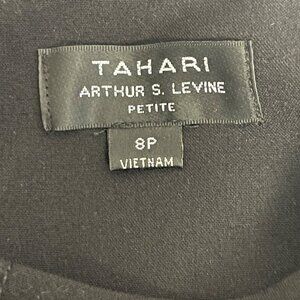 TAHARI
ARTHUR S. LEVINE
PETITE
8P
VIETNAM